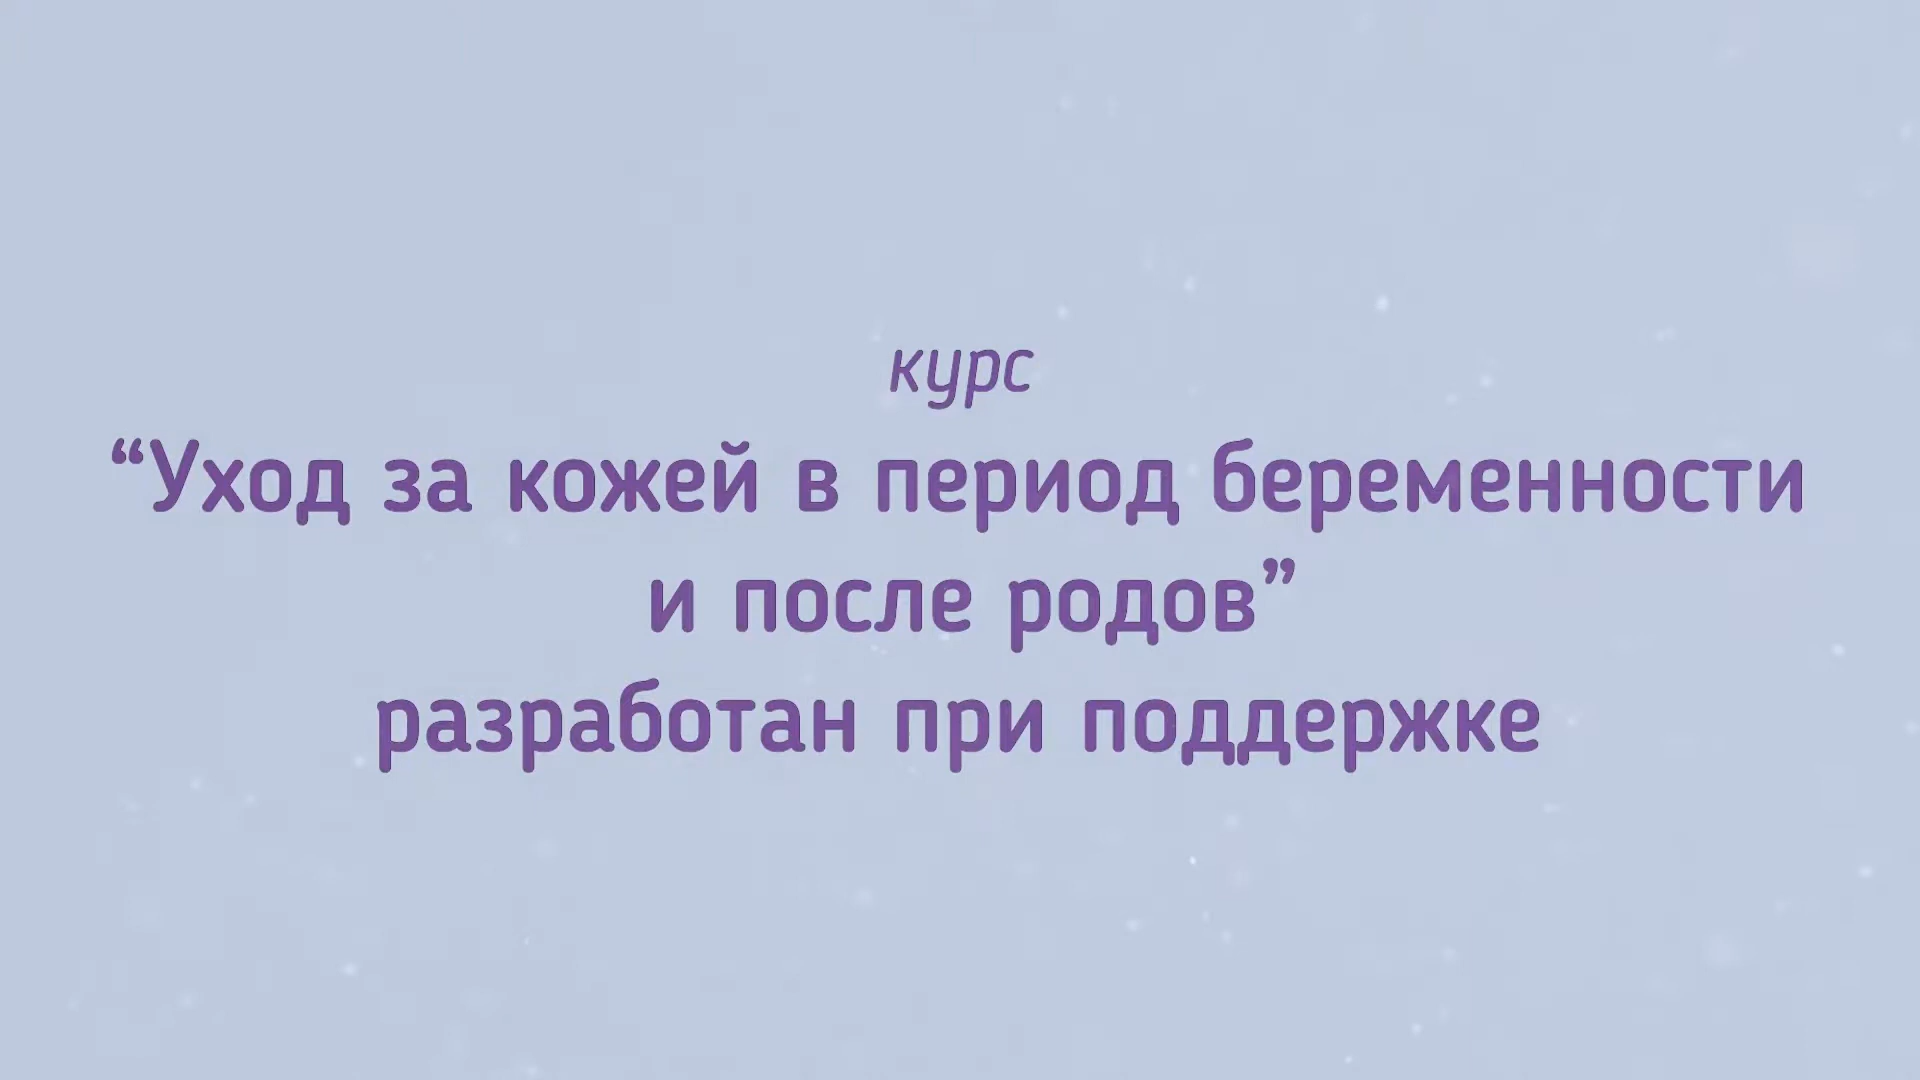 курс
“Уход за кожей в период беременности
и после родов”
разработан при поддержке